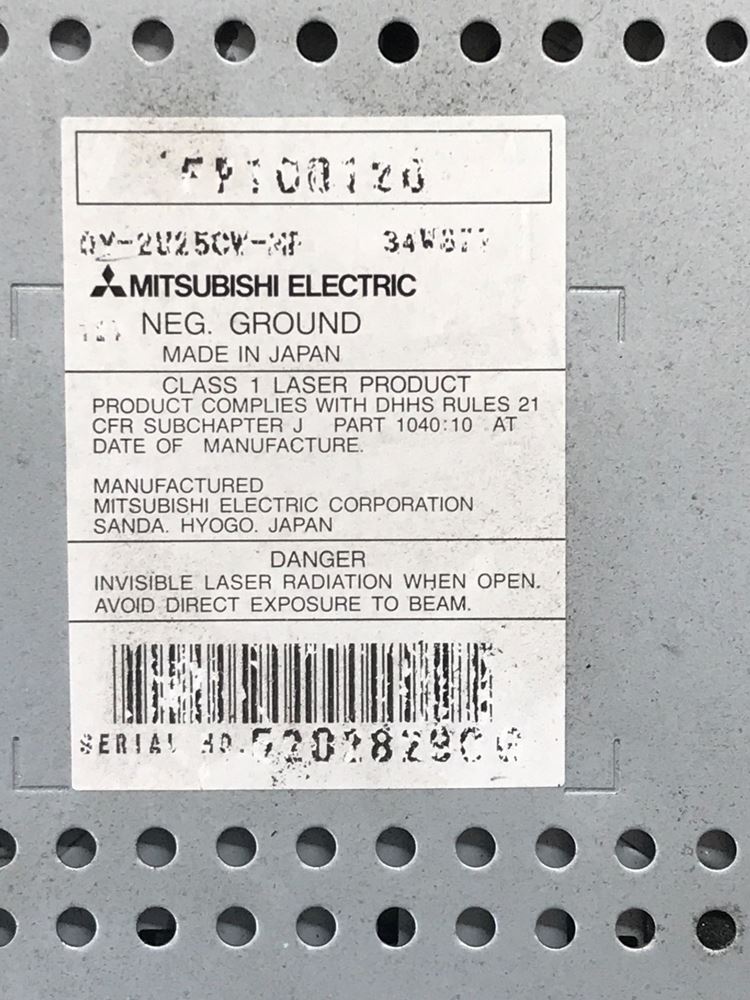 MITSUBISHI ELECTRIC
NEG. GROUND
MADE IN JAPAN
CLASS 1 LASER PRODUCT
PRODUCT COMPLIES WITH DHHS RULES 21
CFR SUBCHAPTER J PART 1040:10 AT
DATE OF MANUFACTURE.
MANUFACTURED
MITSUBISHI ELECTRIC CORPORATION
SANDA. HYOGO. JAPAN
DANGER
INVISIBLE LASER RADIATION WHEN OPEN.
AVOID DIRECT EXPOSURE TO BEAM.
SERIAL NO.